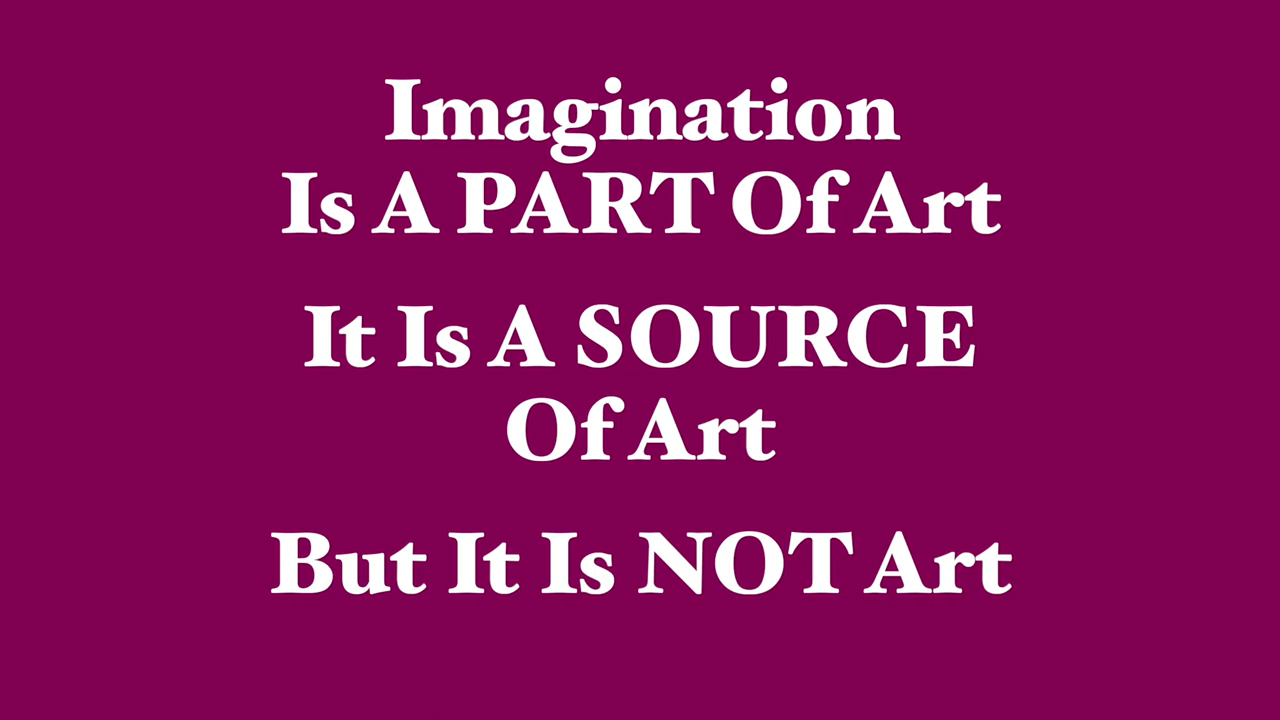 Imagination
Is A PART Of Art
It Is A SOURCE
Of Art
But It Is NOT Art